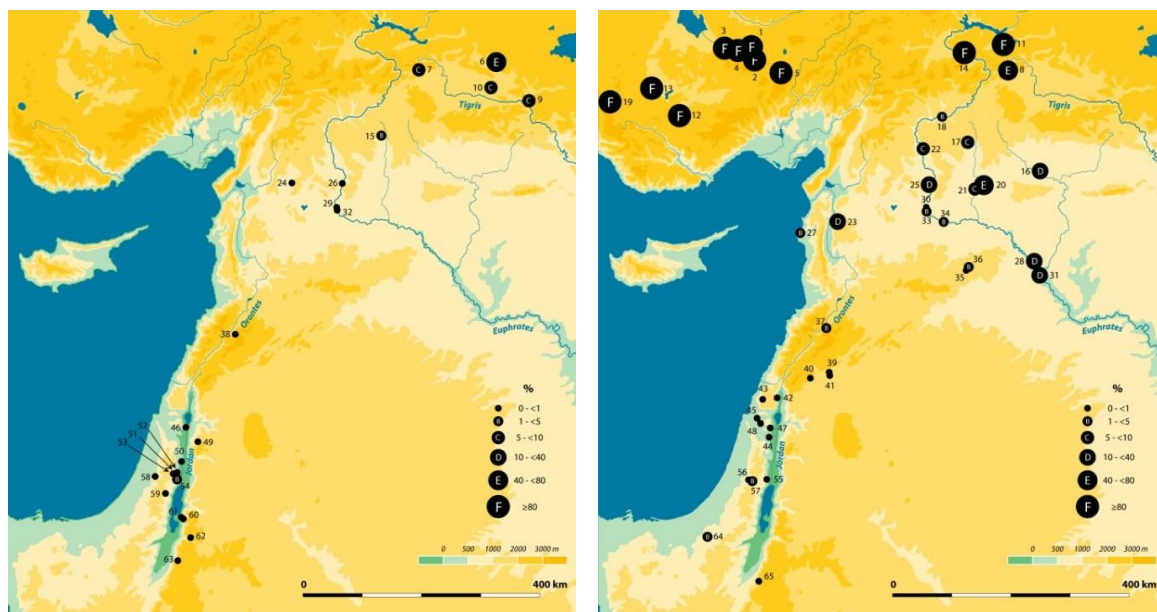 6 E
C 7
10 C
C 9
Tigris
15 B
24
26
29
32
Orontes
Euphrates
38
%
0 - <1
B 1 - <5
C 5 - <10
D 10 - <40
E 40 - <80
F ≥80
52
51
53
46
49
50
Jordan
58
54
59
61
60
62
63
0 500 1000 2000 3000 m
0 400 km
3 1
F F F
4 F
2
F 5
F 11
F
14
E 8
13
F
19 F
F
12
Tigris
B
18
17 C
C
22
16 D
25 D
21 C E 20
30
B
33
34
B
D 23
B 27
36
B
35
28 D
D
31
Orontes
Euphrates
37
B
39
40
41
%
0 - <1
B 1 - <5
C 5 - <10
D 10 - <40
E 40 - <80
F ≥80
43
42
45
48
47
44
Jordan
56
B
57
55
B 64
65
0 500 1000 2000 3000 m
0 400 km